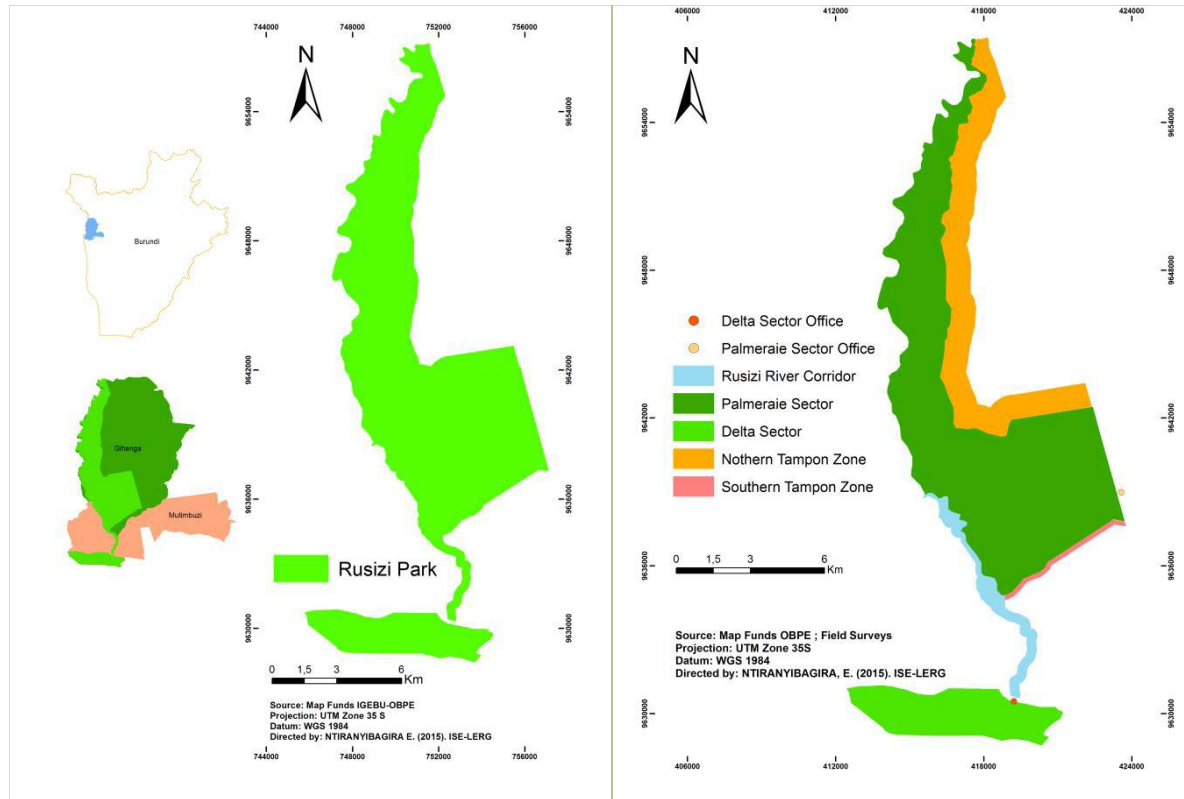 744000
748000
752000
756000
N
9654000
9648000
9642000
9636000
9630000
Burundi
Gihanga
Mutimbuzi
Rusizi Park
0 1,5 3 6
Km
Source: Map Funds IGEBU-OBPE
Projection: UTM Zone 35 S
Datum: WGS 1984
Directed by: NTIRANYIBAGIRA E. (2015). ISE-LERG
744000
748000
752000
756000
406000
412000
418000
424000
N
9654000
9648000
9642000
9636000
9630000
9654000
9648000
9642000
9636000
9630000
Delta Sector Office
Palmeraie Sector Office
Rusizi River Corridor
Palmeraie Sector
Delta Sector
Nothern Tampon Zone
Southern Tampon Zone
0 1,5 3 6
Km
Source: Map Funds OBPE ; Field Surveys
Projection: UTM Zone 35S
Datum: WGS 1984
Directed by: NTIRANYIBAGIRA, E. (2015). ISE-LERG
406000
412000
418000
424000